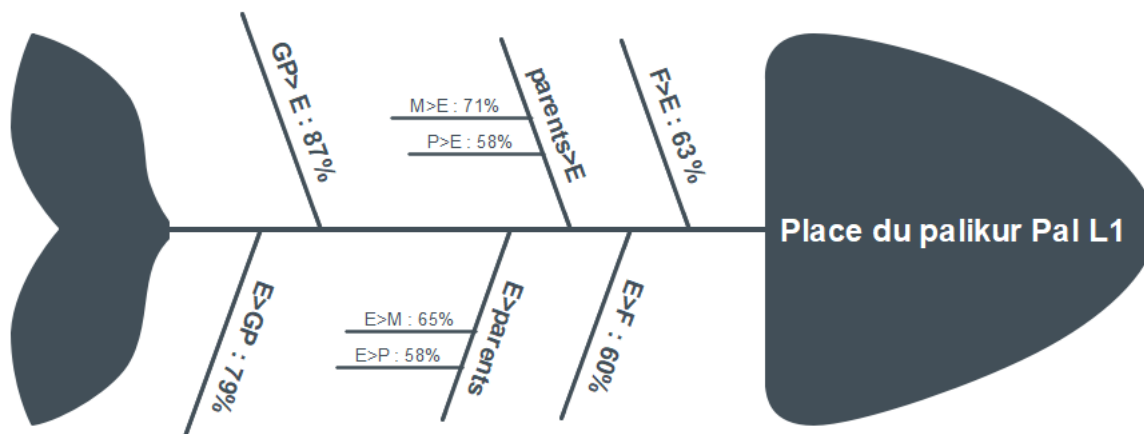 GP> E : 87%
M>E : 71%
P>E : 58%
parents>E
F>E : 63%
Place du palikur Pal L1
E>GP : 79%
E>M : 65%
E>P : 58%
E>parents
E>F : 60%